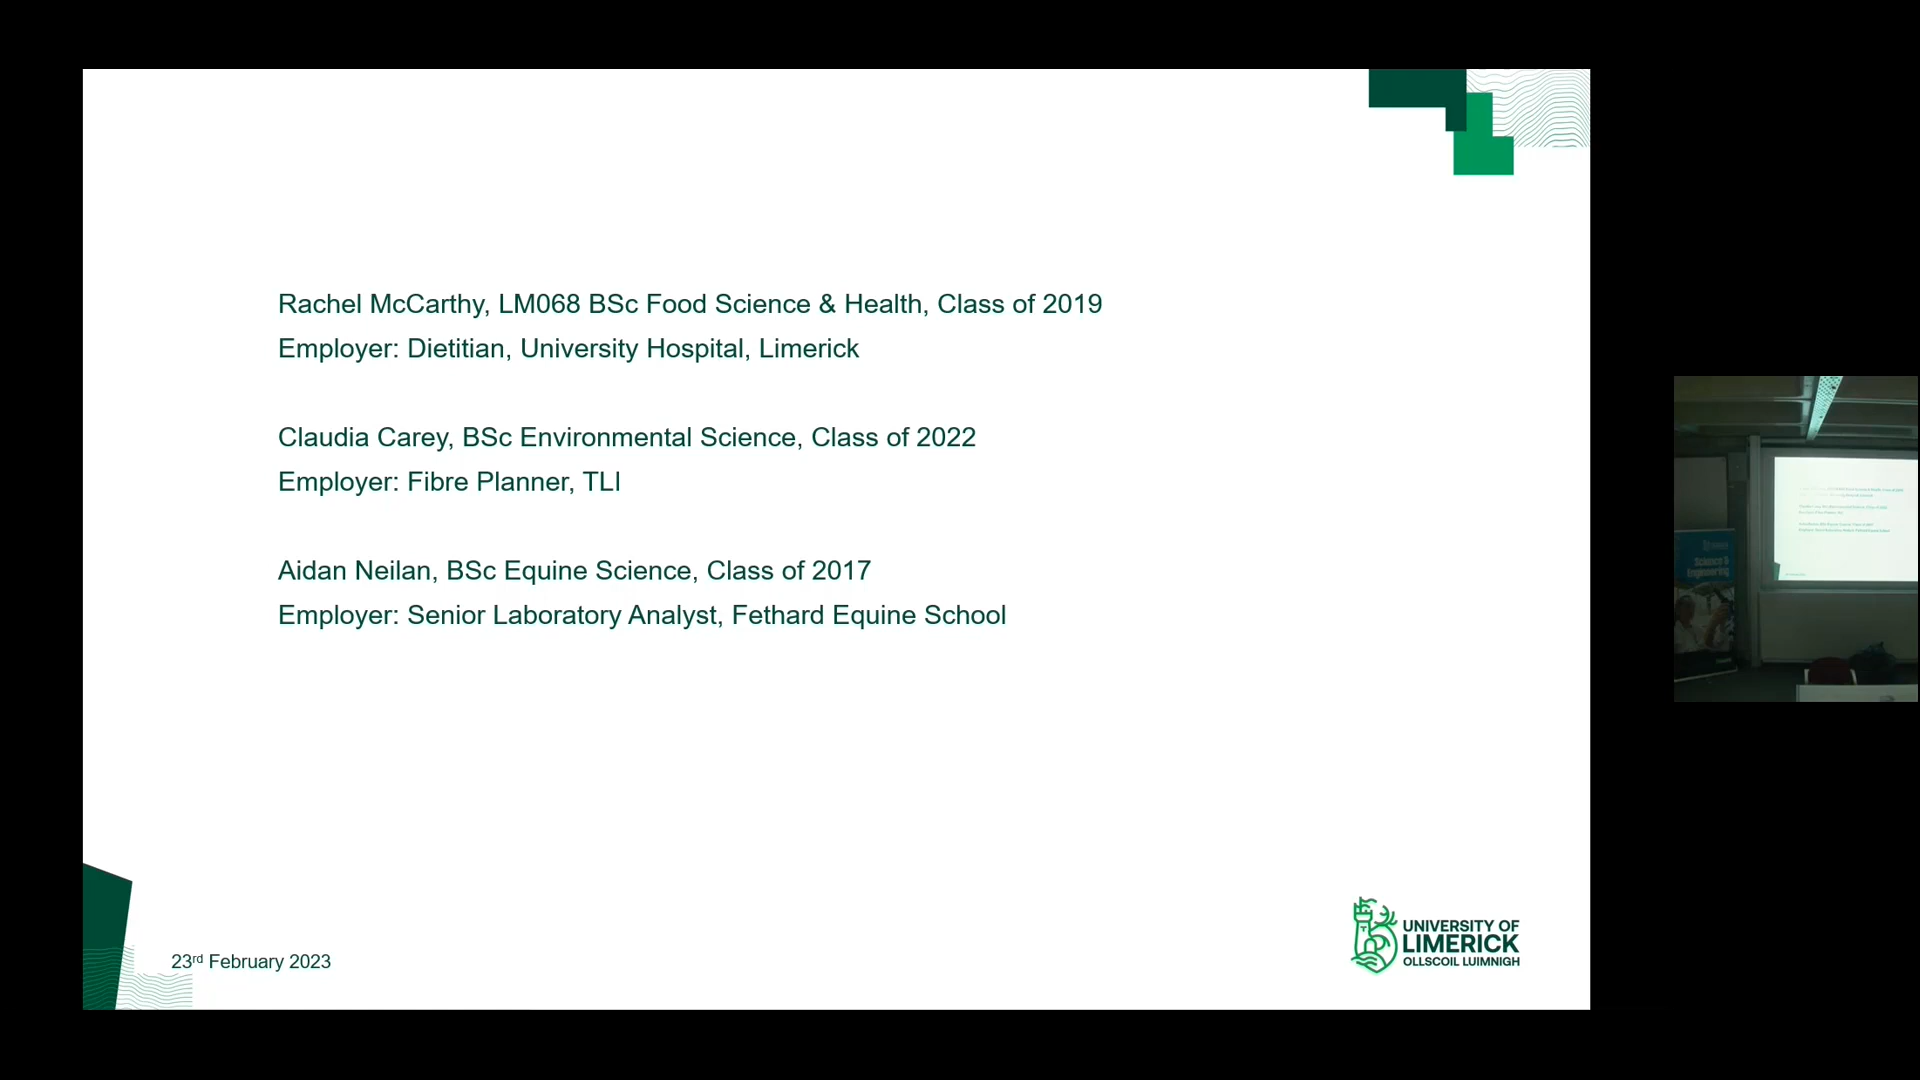 Rachel McCarthy, LM068 BSc Food Science & Health, Class of 2019
Employer: Dietitian, University Hospital, Limerick
Claudia Carey, BSc Environmental Science, Class of 2022
Employer: Fibre Planner, TLI
Aidan Neilan, BSc Equine Science, Class of 2017
Employer: Senior Laboratory Analyst, Fethard Equine School
23rd February 2023
UNIVERSITY OF
LIMERICK
OLLSCOIL LUIMNIGH
Science &
Engineering